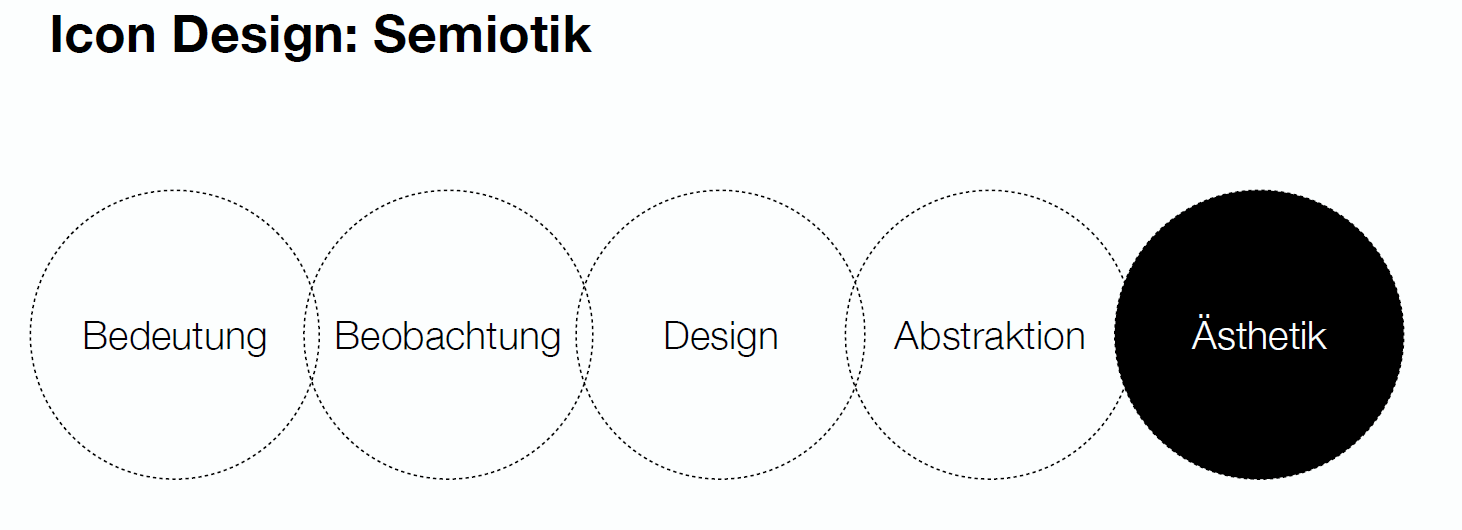 Icon Design: Semiotik
Bedeutung
Beobachtung
Design
Abstraktion
Ästhetik